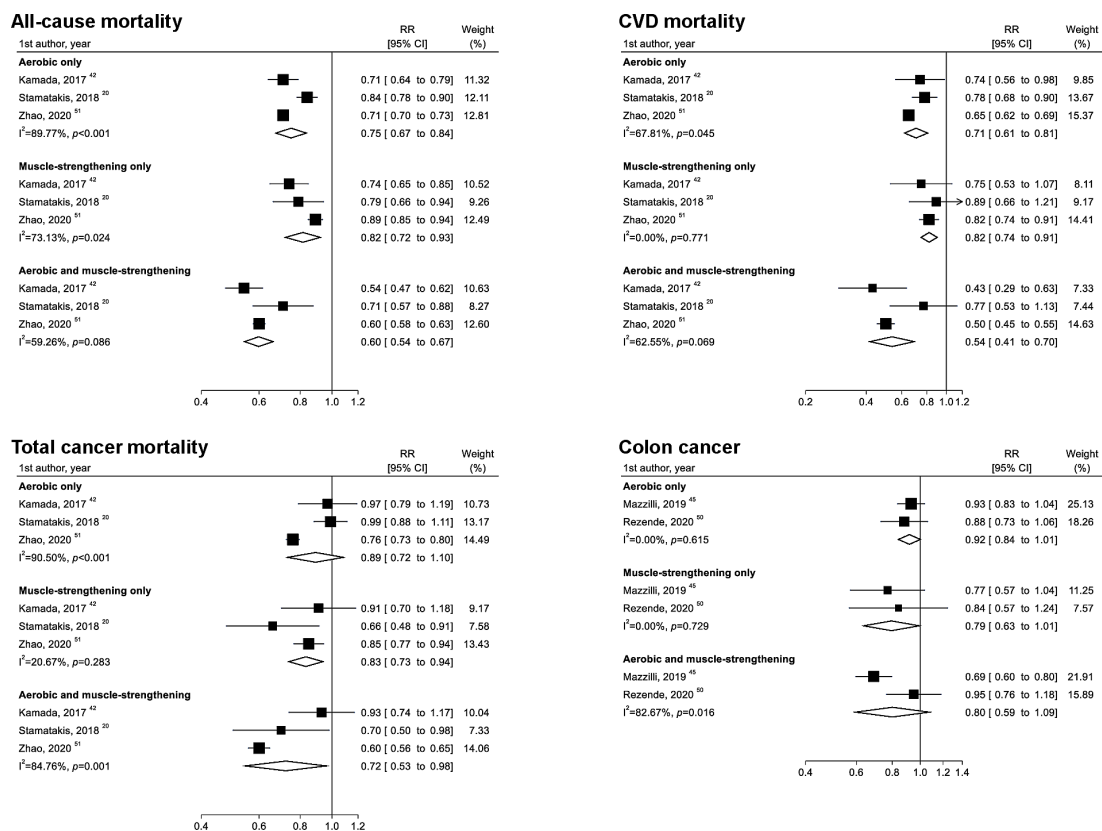 All-cause mortality
RR Weight
1st author, year [95% CI] (%)
Aerobic only
Kamada, 2017 42 0.71 [ 0.64 to 0.79] 11.32
Stamatakis, 2018 20 0.84 [ 0.78 to 0.90] 12.11
Zhao, 2020 51 0.71 [ 0.70 to 0.73] 12.81
I2=89.77%, p<0.001 0.75 [ 0.67 to 0.84]
Muscle-strengthening only
Kamada, 2017 42 0.74 [ 0.65 to 0.85] 10.52
Stamatakis, 2018 20 0.79 [ 0.66 to 0.94] 9.26
Zhao, 2020 51 0.89 [ 0.85 to 0.94] 12.49
I2=73.13%, p=0.024 0.82 [ 0.72 to 0.93]
Aerobic and muscle-strengthening
Kamada, 2017 42 0.54 [ 0.47 to 0.62] 10.63
Stamatakis, 2018 20 0.71 [ 0.57 to 0.88] 8.27
Zhao, 2020 51 0.60 [ 0.58 to 0.63] 12.60
I2=59.26%, p=0.086 0.60 [ 0.54 to 0.67]
0.4 0.6 0.8 1.0 1.2
CVD mortality
RR Weight
1st author, year [95% CI] (%)
Aerobic only
Kamada, 2017 42 0.74 [ 0.56 to 0.98] 9.85
Stamatakis, 2018 20 0.78 [ 0.68 to 0.90] 13.67
Zhao, 2020 51 0.65 [ 0.62 to 0.69] 15.37
I2=67.81%, p=0.045 0.71 [ 0.61 to 0.81]
Muscle-strengthening only
Kamada, 2017 42 0.75 [ 0.53 to 1.07] 8.11
Stamatakis, 2018 20 0.89 [ 0.66 to 1.21] 9.17
Zhao, 2020 51 0.82 [ 0.74 to 0.91] 14.41
I2=0.00%, p=0.771 0.82 [ 0.74 to 0.91]
Aerobic and muscle-strengthening
Kamada, 2017 42 0.43 [ 0.29 to 0.63] 7.33
Stamatakis, 2018 20 0.77 [ 0.53 to 1.13] 7.44
Zhao, 2020 51 0.50 [ 0.45 to 0.55] 14.63
I2=62.55%, p=0.069 0.54 [ 0.41 to 0.70]
0.2 0.4 0.6 0.8 1.0 1.2
Total cancer mortality
RR Weight
1st author, year [95% CI] (%)
Aerobic only
Kamada, 2017 42 0.97 [ 0.79 to 1.19] 10.73
Stamatakis, 2018 20 0.99 [ 0.88 to 1.11] 13.17
Zhao, 2020 51 0.76 [ 0.73 to 0.80] 14.49
I2=90.50%, p<0.001 0.89 [ 0.72 to 1.10]
Muscle-strengthening only
Kamada, 2017 42 0.91 [ 0.70 to 1.18] 9.17
Stamatakis, 2018 20 0.66 [ 0.48 to 0.91] 7.58
Zhao, 2020 51 0.85 [ 0.77 to 0.94] 13.43
I2=20.67%, p=0.283 0.83 [ 0.73 to 0.94]
Aerobic and muscle-strengthening
Kamada, 2017 42 0.93 [ 0.74 to 1.17] 10.04
Stamatakis, 2018 20 0.70 [ 0.50 to 0.98] 7.33
Zhao, 2020 51 0.60 [ 0.56 to 0.65] 14.06
I2=84.76%, p=0.001 0.72 [ 0.53 to 0.98]
0.4 0.6 0.8 1.0 1.2
Colon cancer
RR Weight
1st author, year [95% CI] (%)
Aerobic only
Mazzilli, 2019 45 0.93 [ 0.83 to 1.04] 25.13
Rezende, 2020 50 0.88 [ 0.73 to 1.06] 18.26
I2=0.00%, p=0.615 0.92 [ 0.84 to 1.01]
Muscle-strengthening only
Mazzilli, 2019 45 0.77 [ 0.57 to 1.04] 11.25
Rezende, 2020 50 0.84 [ 0.57 to 1.24] 7.57
I2=0.00%, p=0.729 0.79 [ 0.63 to 1.01]
Aerobic and muscle-strengthening
Mazzilli, 2019 45 0.69 [ 0.60 to 0.80] 21.91
Rezende, 2020 50 0.95 [ 0.76 to 1.18] 15.89
I2=82.67%, p=0.016 0.80 [ 0.59 to 1.09]
0.4 0.6 0.8 1.0 1.2 1.4